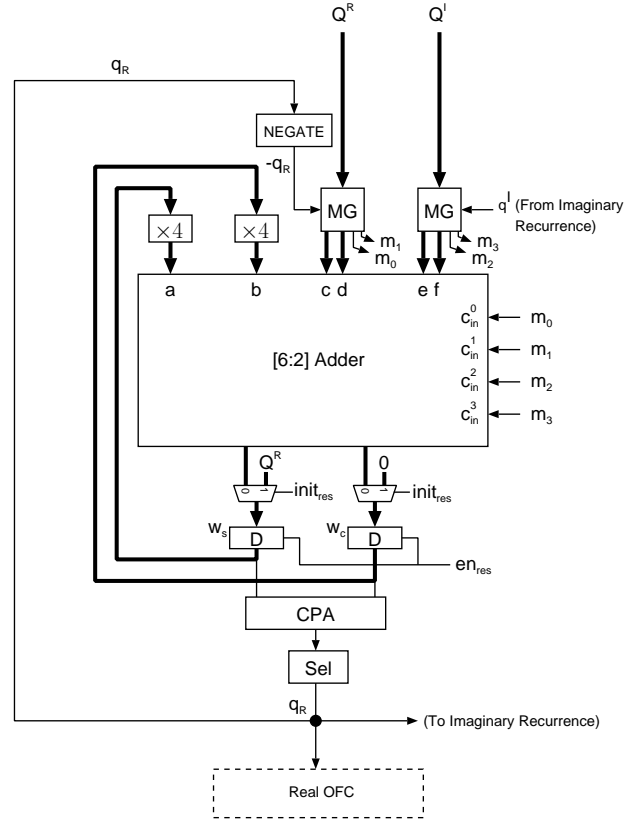 Q^R Q^I
q_R
NEGATE
-q_R
MG MG q^I (From Imaginary
Recurrence)
×4 ×4
m_1 m_3
m_0 m_2
a b c d e f
c_in^0 m_0
c_in^1 m_1
[6:2] Adder
c_in^2 m_2
c_in^3 m_3
Q^R 0
0 1 init_res 0 1 init_res
w_s D w_c D
en_res
CPA
Sel
q_R
(To Imaginary Recurrence)
Real OFC